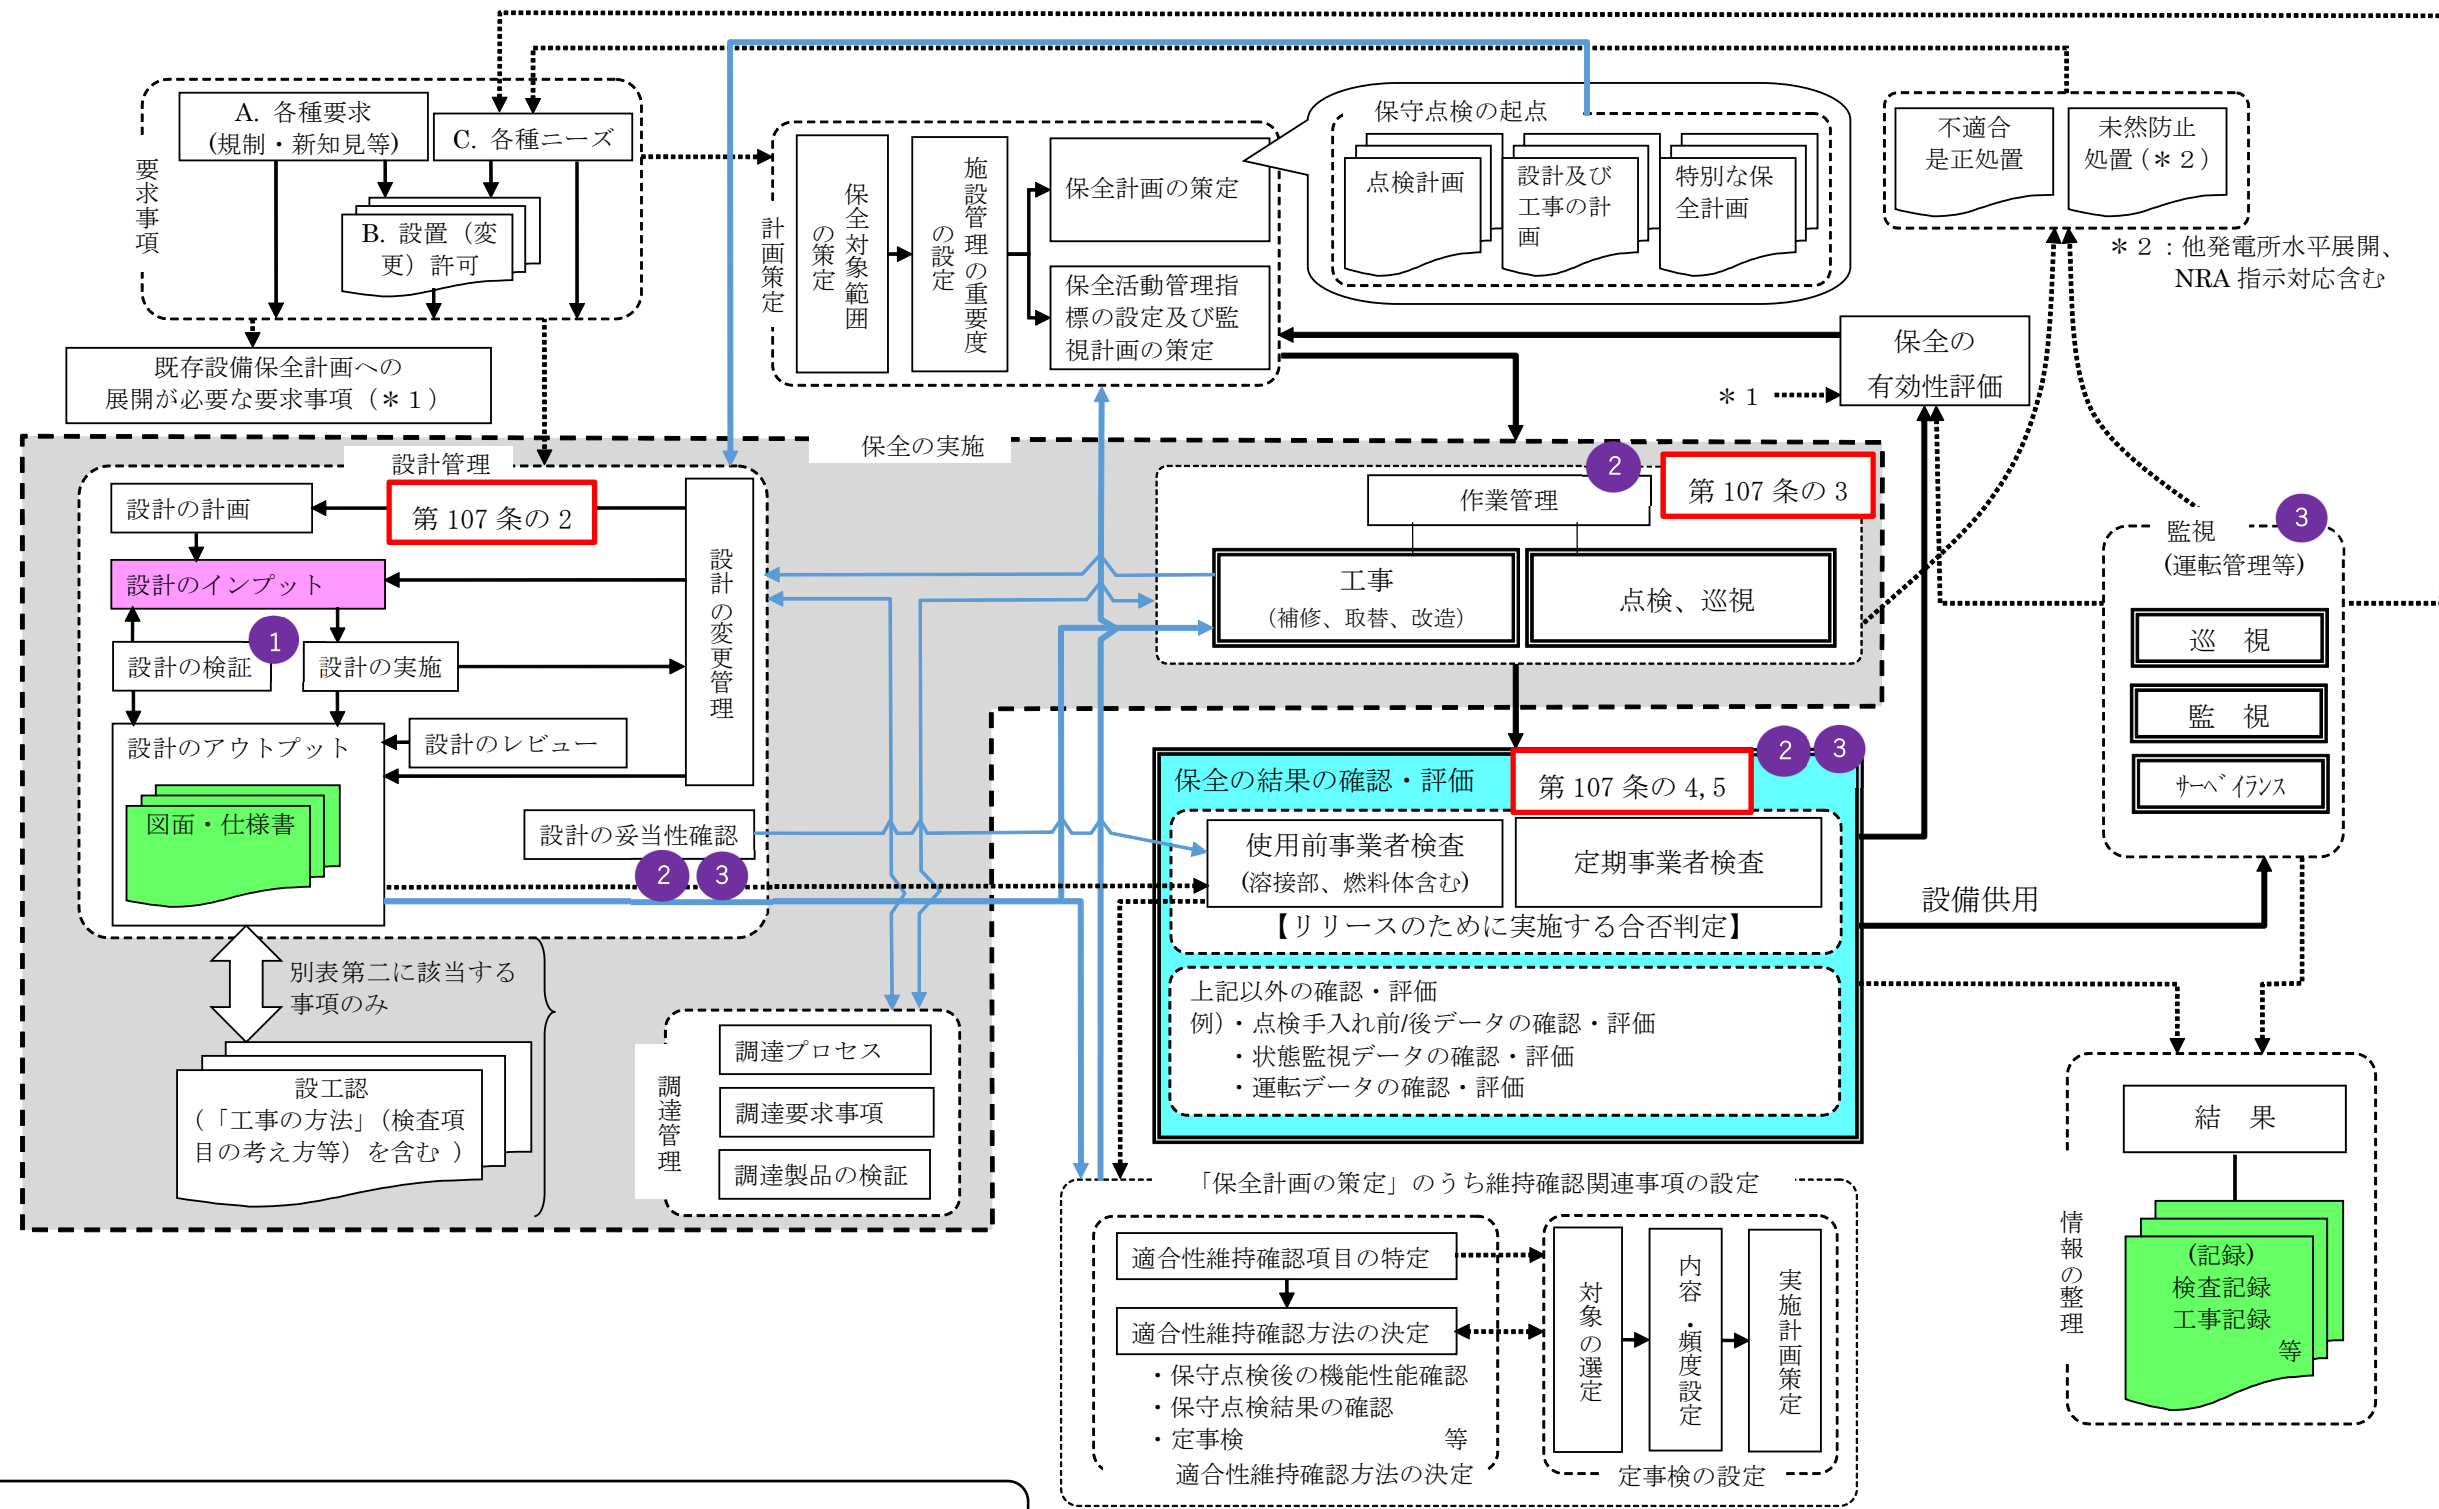 A. 各種要求
(規制・新知見等)
C. 各種ニーズ
B. 設置（変
更）許可
要求事項
既存設備保全計画への
展開が必要な要求事項（＊１）
計画策定
保全対象範囲
の策定
施設管理の重要度
の設定
保全計画の策定
保全活動管理指
標の設定及び監
視計画の策定
保守点検の起点
点検計画
設計及び
工事の計
画
特別な保
全計画
不適合
是正処置
未然防止
処置(＊２)
＊２：他発電所水平展開、
NRA 指示対応含む
保全の
有効性評価
＊１
保全の実施
設計管理
設計の計画
第 107 条の 2
設計のインプット
設計の検証
1
設計の実施
設計の変更管理
設計のアウトプット
設計のレビュー
図面・仕様書
設計の妥当性確認
2
3
別表第二に該当する
事項のみ
設工認
(「工事の方法」(検査項
目の考え方等）を含む )
調達管理
調達プロセス
調達要求事項
調達製品の検証
作業管理
2
第 107 条の 3
工事
（補修、取替、改造）
点検、巡視
保全の結果の確認・評価
第 107 条の 4, 5
2
3
使用前事業者検査
(溶接部、燃料体含む)
定期事業者検査
【リリースのために実施する合否判定】
上記以外の確認・評価
例）・点検手入れ前/後データの確認・評価
・状態監視データの確認・評価
・運転データの確認・評価
設備供用
監視
(運転管理等)
3
巡　視
監　視
ｻｰﾍﾞｲﾗﾝｽ
情報の整理
結　果
(記録)
検査記録
工事記録
等
「保全計画の策定」のうち維持確認関連事項の設定
適合性維持確認項目の特定
適合性維持確認方法の決定
・保守点検後の機能性能確認
・保守点検結果の確認
・定事検　等
適合性維持確認方法の決定
対象の選定
内容・頻度設定
実施計画策定
定事検の設定